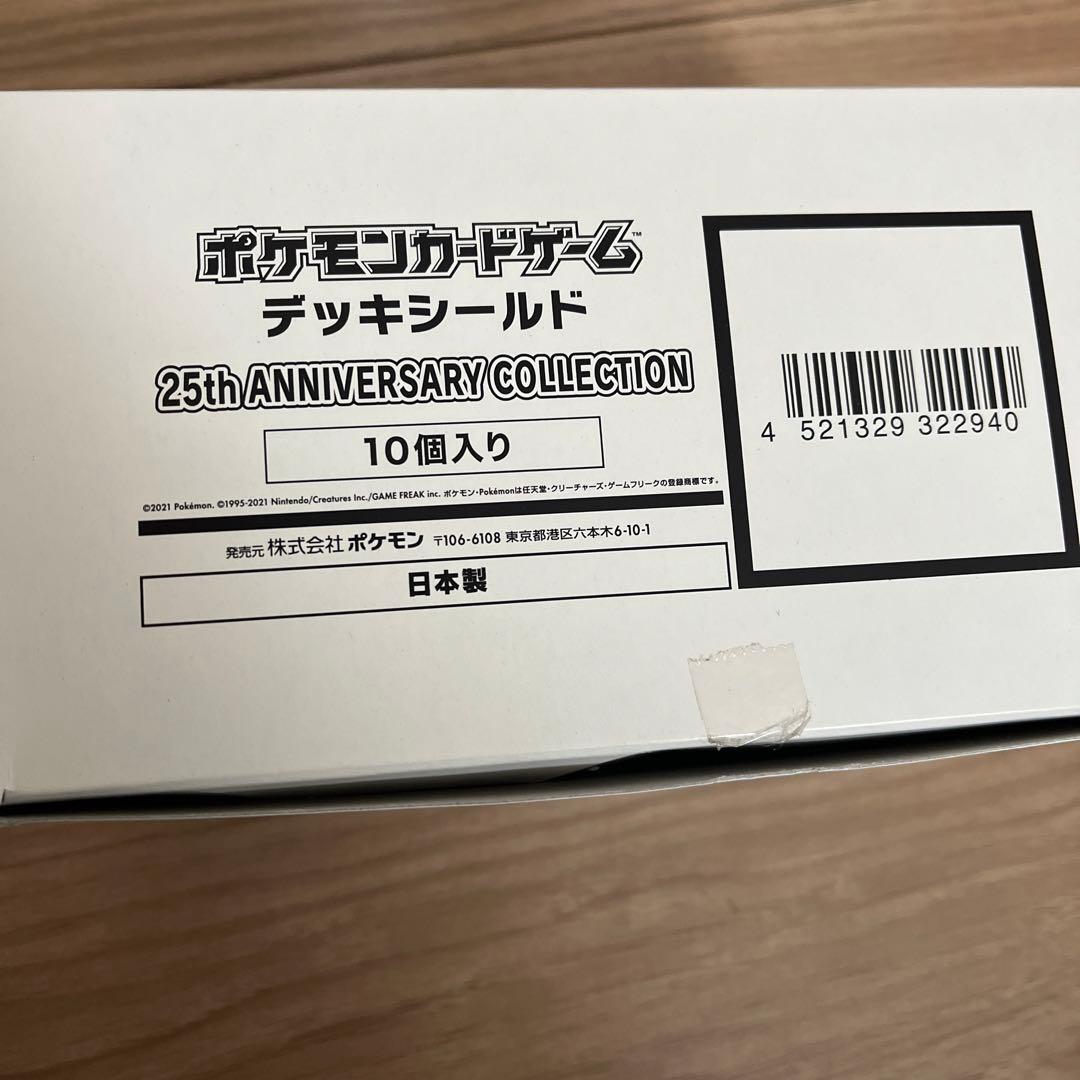 ポケモンカードゲーム™
デッキシールド
25th ANNIVERSARY COLLECTION
10個入り
©2021 Pokémon. ©1995-2021 Nintendo/Creatures Inc./GAME FREAK inc. ポケモン・Pokémonは任天堂・クリーチャーズ・ゲームフリークの登録商標です。
発売元 株式会社 ポケモン 〒106-6108 東京都港区六本木6-10-1
日本製
4 521329 322940